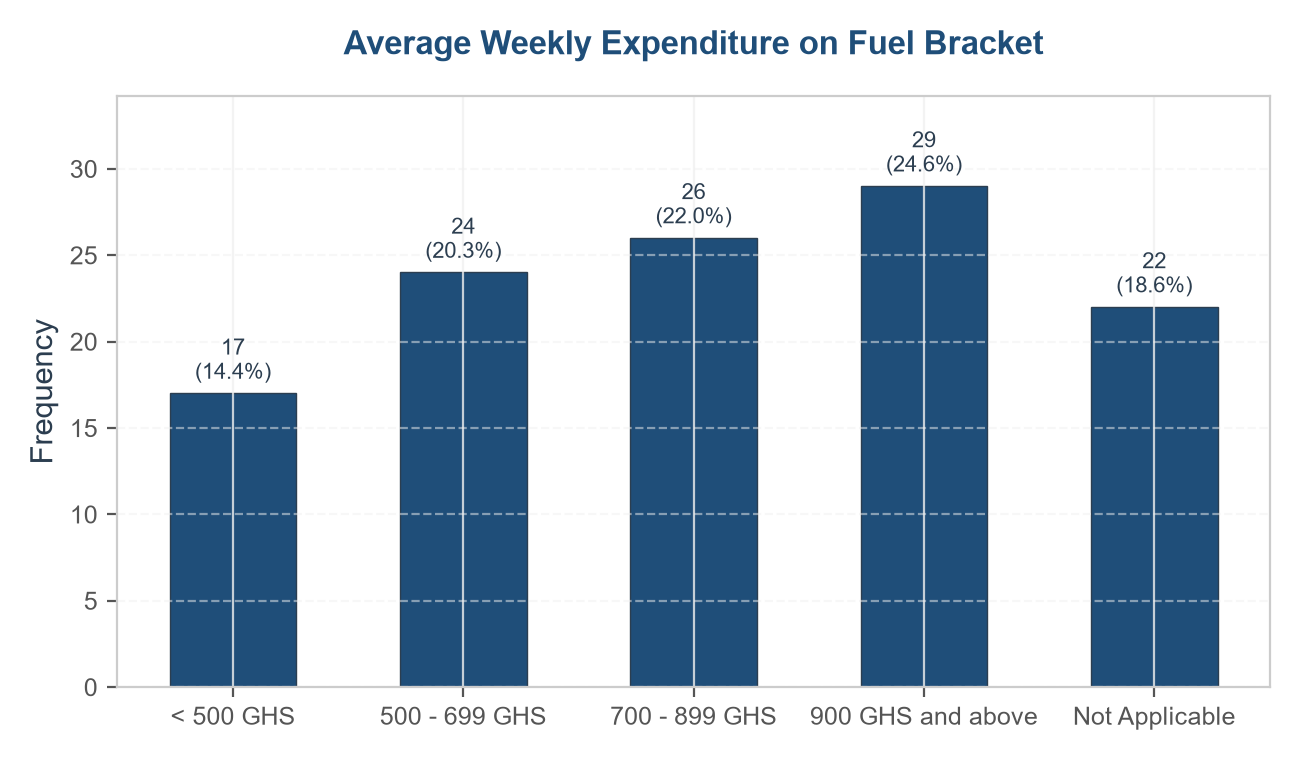 Average Weekly Expenditure on Fuel Bracket
Frequency
30
25
20
15
10
5
0
17
(14.4%)
24
(20.3%)
26
(22.0%)
29
(24.6%)
22
(18.6%)
< 500 GHS
500 - 699 GHS
700 - 899 GHS
900 GHS and above
Not Applicable